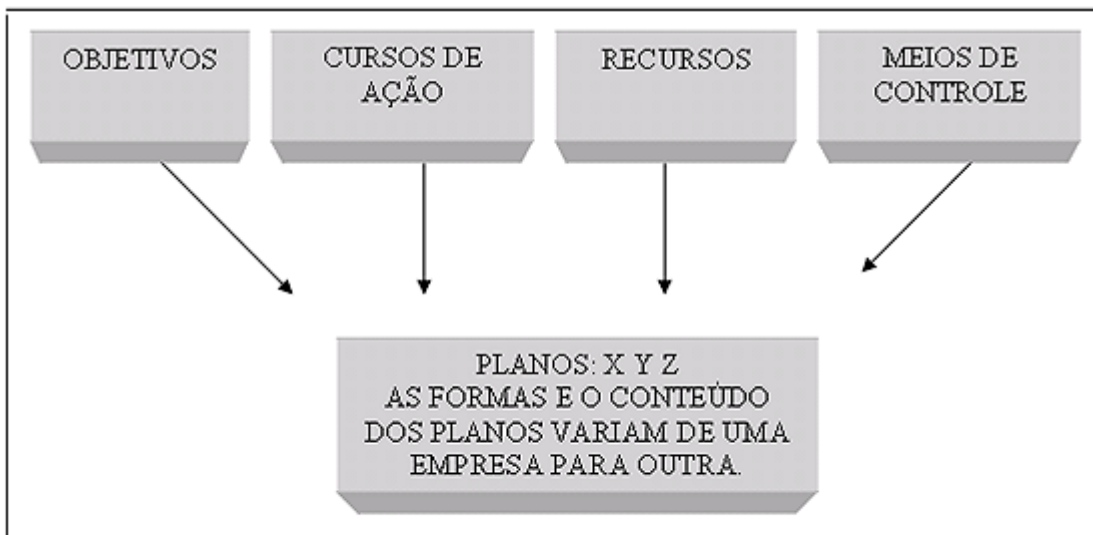 OBJETIVOS
CURSOS DE
AÇÃO
RECURSOS
MEIOS DE
CONTROLE
PLANOS: X Y Z
AS FORMAS E O CONTEÚDO
DOS PLANOS VARIAM DE UMA
EMPRESA PARA OUTRA.